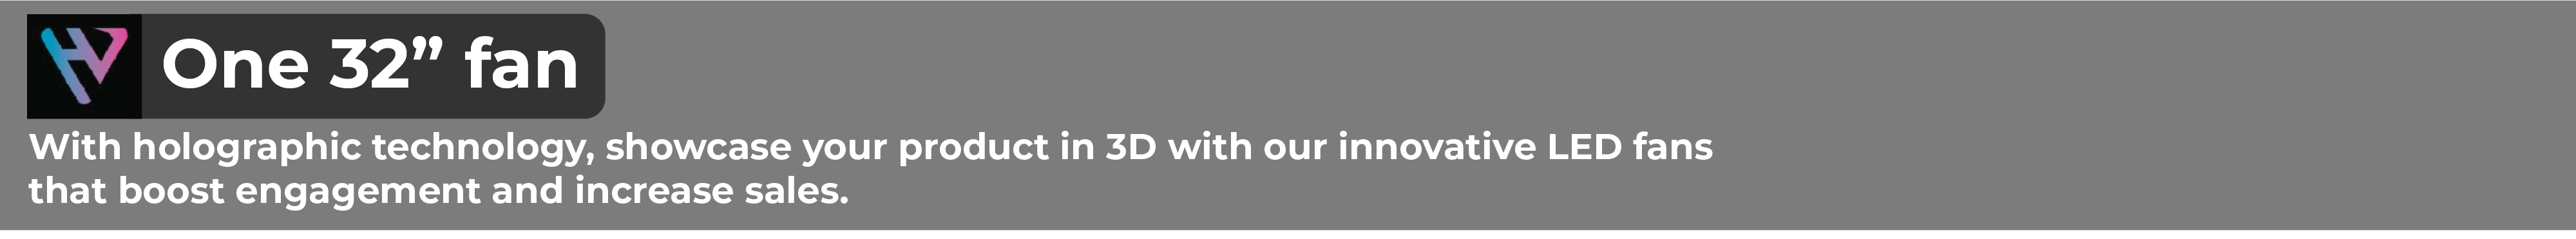 One 32” fan
With holographic technology, showcase your product in 3D with our innovative LED fans
that boost engagement and increase sales.